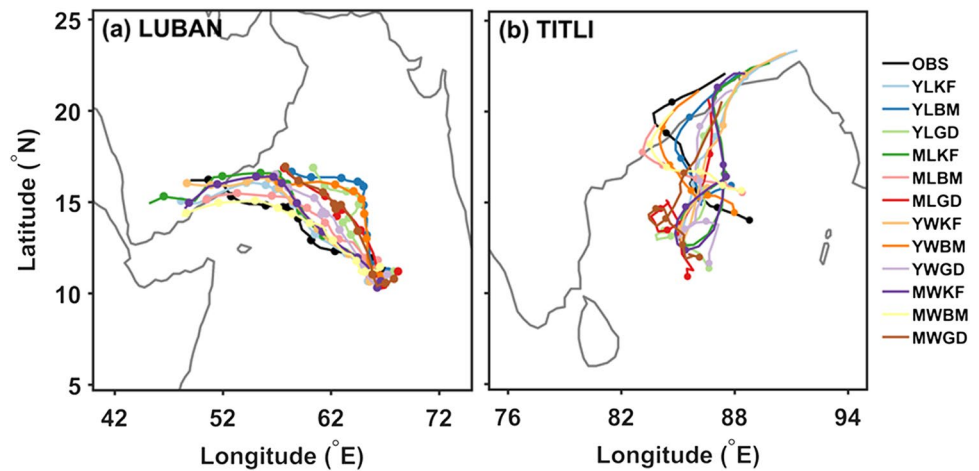 (a) LUBAN
(b) TITLI
25
20
15
10
5
Latitude (°N)
42 52 62 72
76 82 88 94
Longitude (°E)
Longitude (°E)
OBS
YLKF
YLBM
YLGD
MLKF
MLBM
MLGD
YWKF
YWBM
YWGD
MWKF
MWBM
MWGD